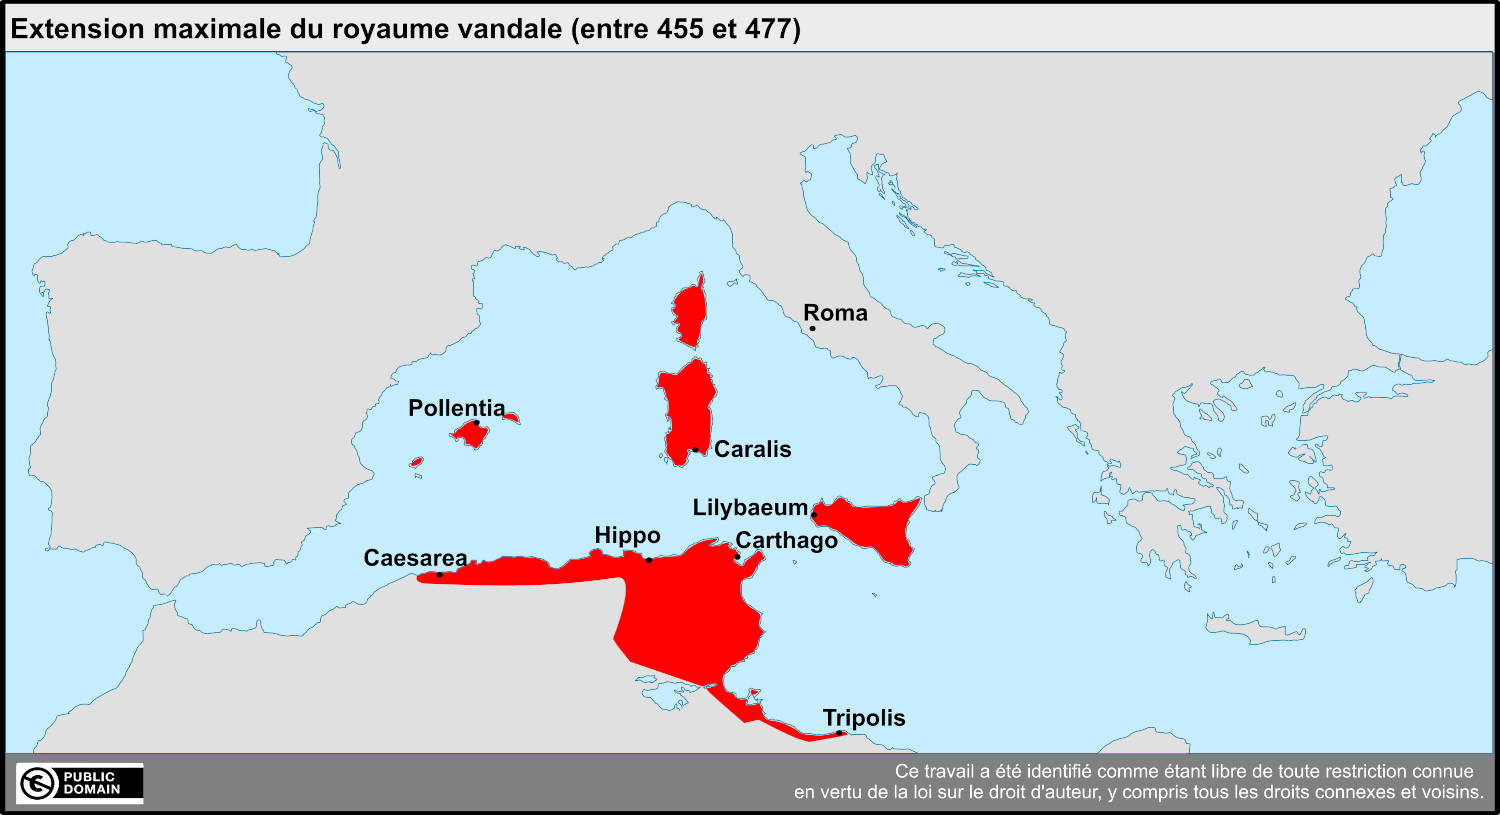 Extension maximale du royaume vandale (entre 455 et 477)
Roma
Pollentia
Caralis
Lilybaeum
Hippo
Carthago
Caesarea
Tripolis
PUBLIC
DOMAIN
Ce travail a été identifié comme étant libre de toute restriction connue
en vertu de la loi sur le droit d'auteur, y compris tous les droits connexes et voisins.